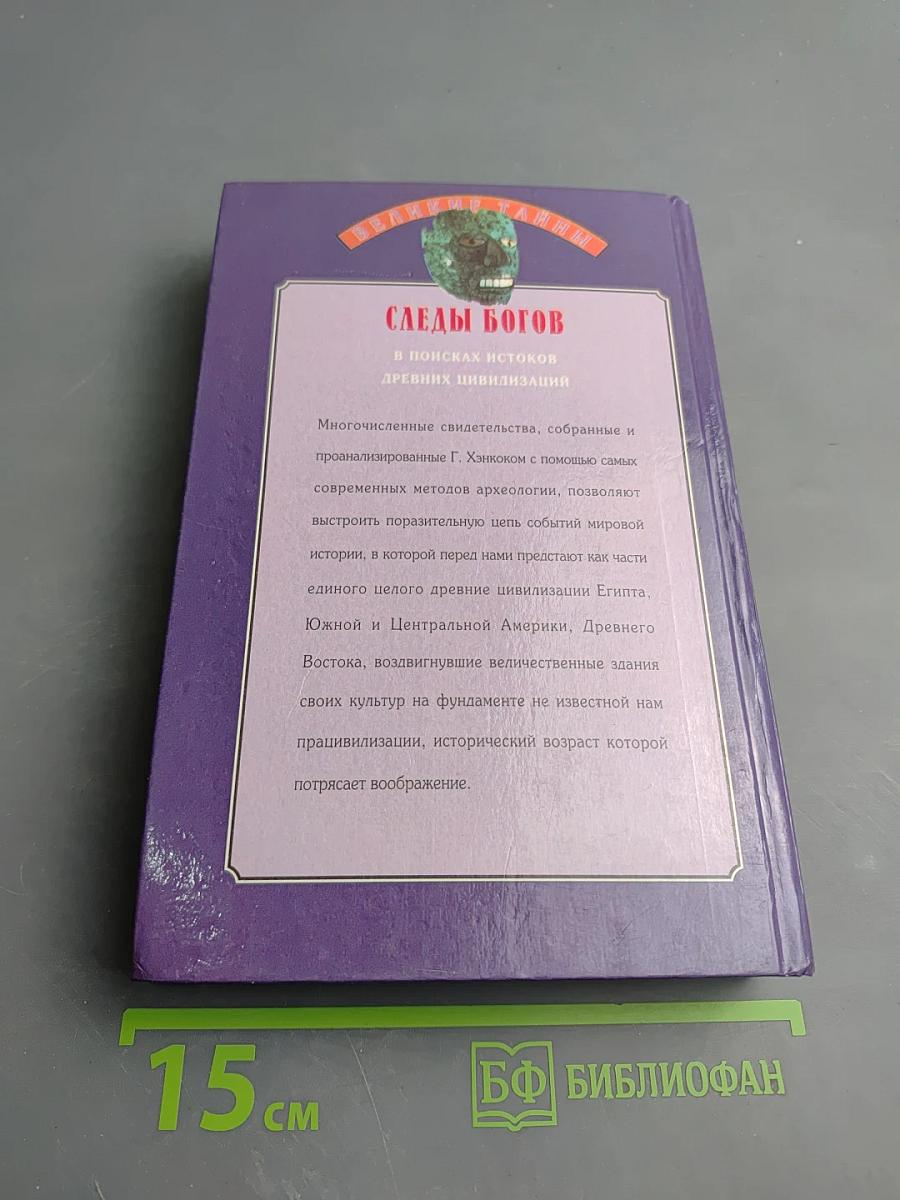 ВЕЛИКИЕ ТАЙНЫ
СЛЕДЫ БОГОВ
В ПОИСКАХ ИСТОКОВ
ДРЕВНИХ ЦИВИЛИЗАЦИЙ
Многочисленные свидетельства, собранные и
проанализированные Г. Хэнкоком с помощью самых
современных методов археологии, позволяют
выстроить поразительную цепь событий мировой
истории, в которой перед нами предстают как части
единого целого древние цивилизации Египта,
Южной и Центральной Америки, Древнего
Востока, воздвигнувшие величественные здания
своих культур на фундаменте не известной нам
працивилизации, исторический возраст которой
потрясает воображение.
15 см
БФ БИБЛИОФАН